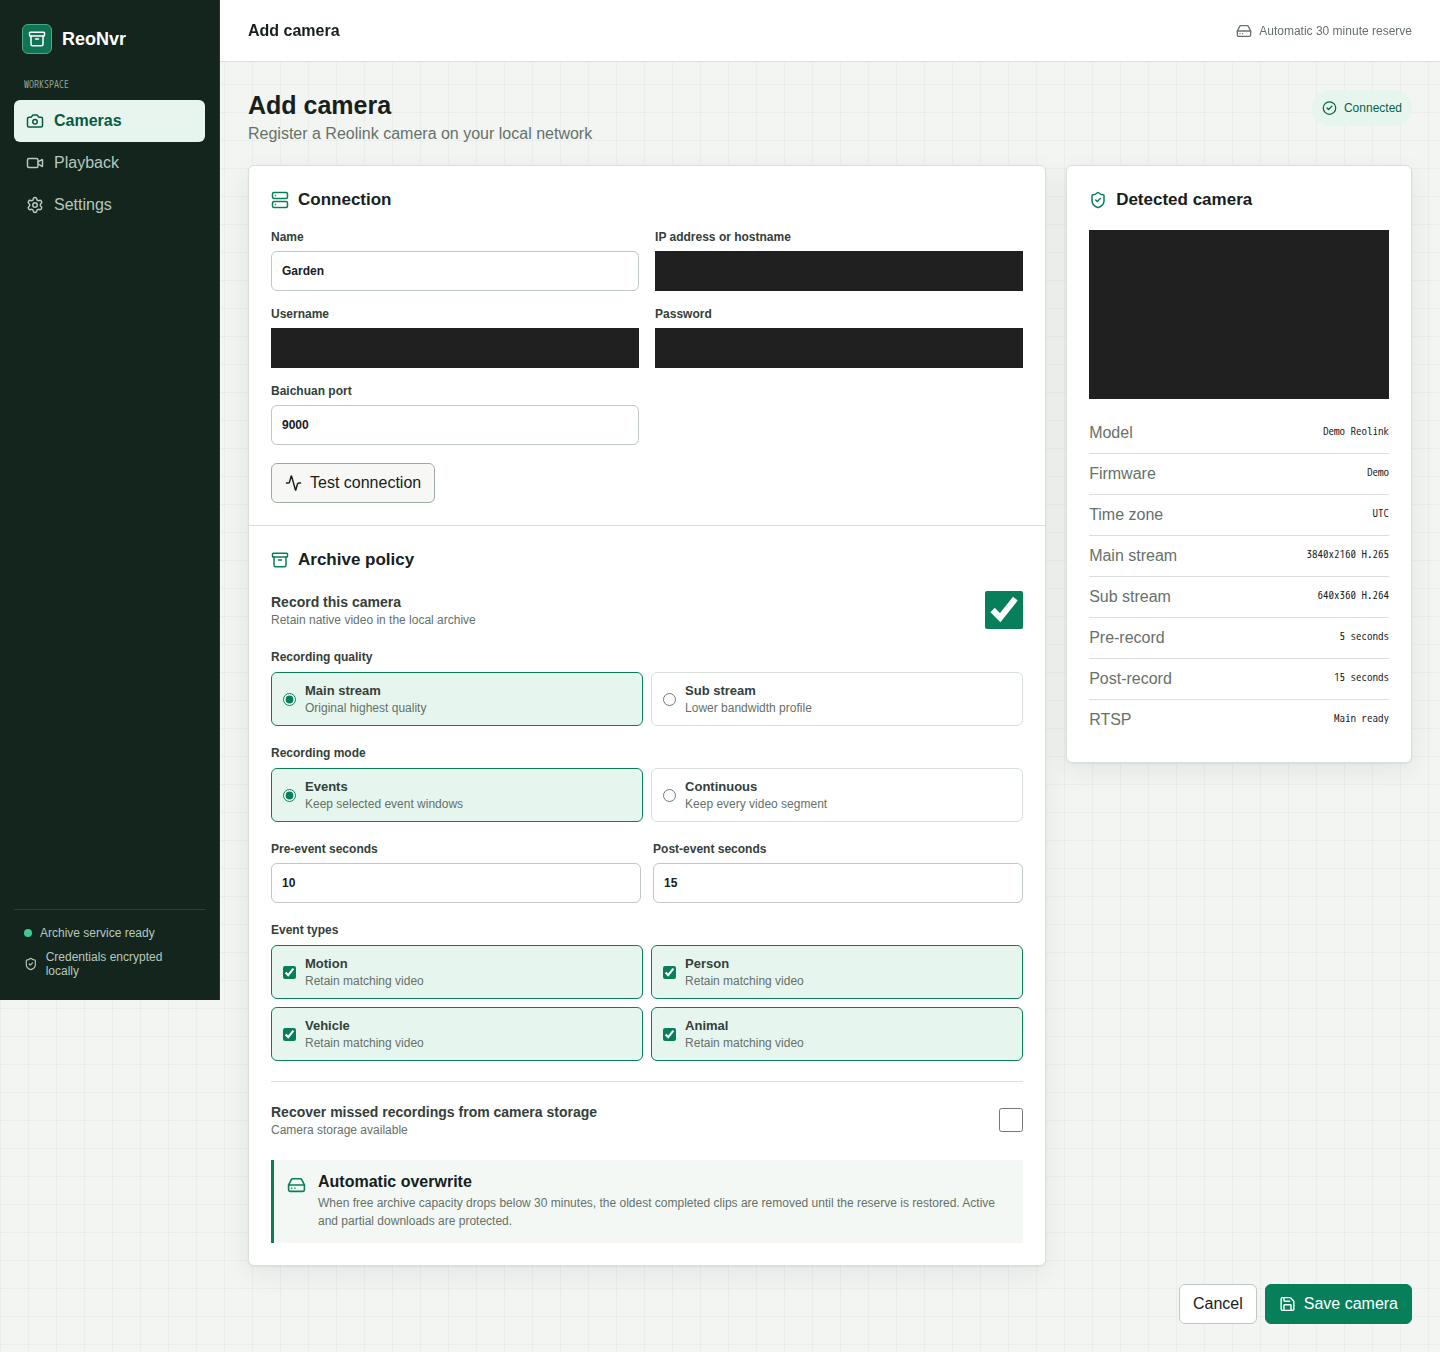 ReoNvr
WORKSPACE
Cameras
Playback
Settings
Archive service ready
Credentials encrypted
locally
Add camera
Automatic 30 minute reserve
Add camera
Register a Reolink camera on your local network
Connected
Connection
Name
IP address or hostname
Garden
Username
Password
Baichuan port
9000
Test connection
Archive policy
Record this camera
Retain native video in the local archive
Recording quality
Main stream
Original highest quality
Sub stream
Lower bandwidth profile
Recording mode
Events
Keep selected event windows
Continuous
Keep every video segment
Pre-event seconds
Post-event seconds
10
15
Event types
Motion
Retain matching video
Person
Retain matching video
Vehicle
Retain matching video
Animal
Retain matching video
Recover missed recordings from camera storage
Camera storage available
Automatic overwrite
When free archive capacity drops below 30 minutes, the oldest completed clips are removed until the reserve is restored. Active
and partial downloads are protected.
Detected camera
Model Demo Reolink
Firmware Demo
Time zone UTC
Main stream 3840x2160 H.265
Sub stream 640x360 H.264
Pre-record 5 seconds
Post-record 15 seconds
RTSP Main ready
Cancel
Save camera